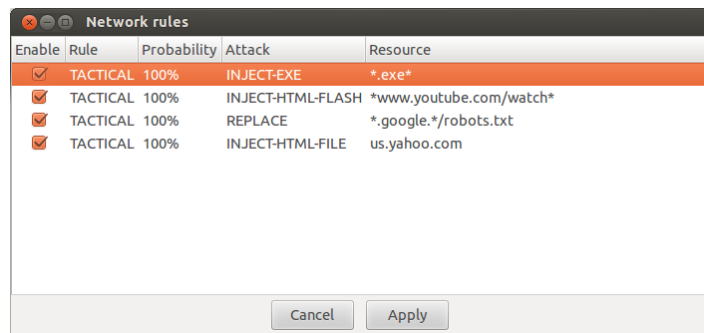 Network rules
Enable Rule Probability Attack Resource
TACTICAL 100% INJECT-EXE *.exe*
TACTICAL 100% INJECT-HTML-FLASH *www.youtube.com/watch*
TACTICAL 100% REPLACE *.google.*/robots.txt
TACTICAL 100% INJECT-HTML-FILE us.yahoo.com
Cancel Apply